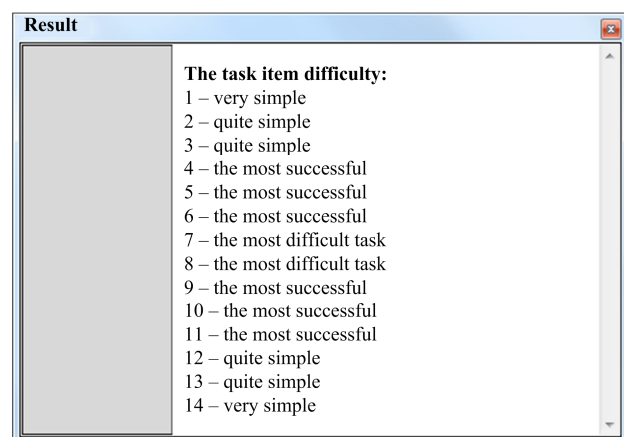 Result
The task item difficulty:
1 – very simple
2 – quite simple
3 – quite simple
4 – the most successful
5 – the most successful
6 – the most successful
7 – the most difficult task
8 – the most difficult task
9 – the most successful
10 – the most successful
11 – the most successful
12 – quite simple
13 – quite simple
14 – very simple